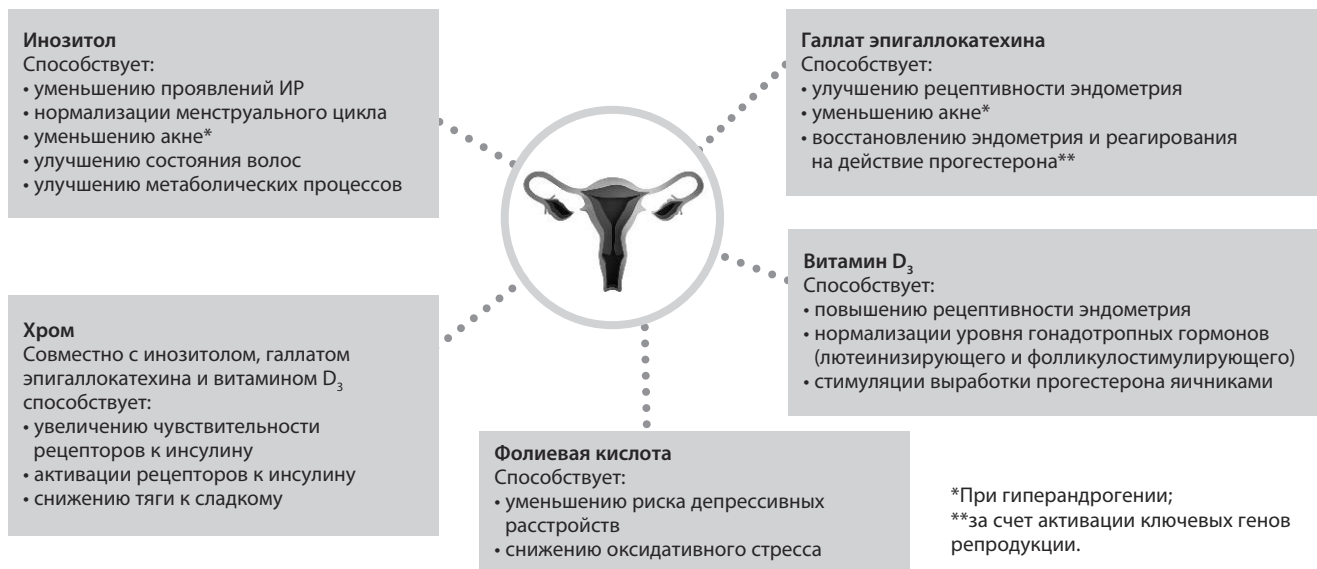 Инозитол
Способствует:
• уменьшению проявлений ИР
• нормализации менструального цикла
• уменьшению акне*
• улучшению состояния волос
• улучшению метаболических процессов
Галлат эпигаллокатехина
Способствует:
• улучшению рецептивности эндометрия
• уменьшению акне*
• восстановлению эндометрия и реагирования
на действие прогестерона**
Витамин D₃
Способствует:
• повышению рецептивности эндометрия
• нормализации уровня гонадотропных гормонов
(лютеинизирующего и фолликулостимулирующего)
• стимуляции выработки прогестерона яичниками
Хром
Совместно с инозитолом, галлатом
эпигаллокатехина и витамином D₃
способствует:
• увеличению чувствительности
рецепторов к инсулину
• активации рецепторов к инсулину
• снижению тяги к сладкому
Фолиевая кислота
Способствует:
• уменьшению риска депрессивных
расстройств
• снижению оксидативного стресса
*При гиперандрогении;
**за счет активации ключевых генов
репродукции.